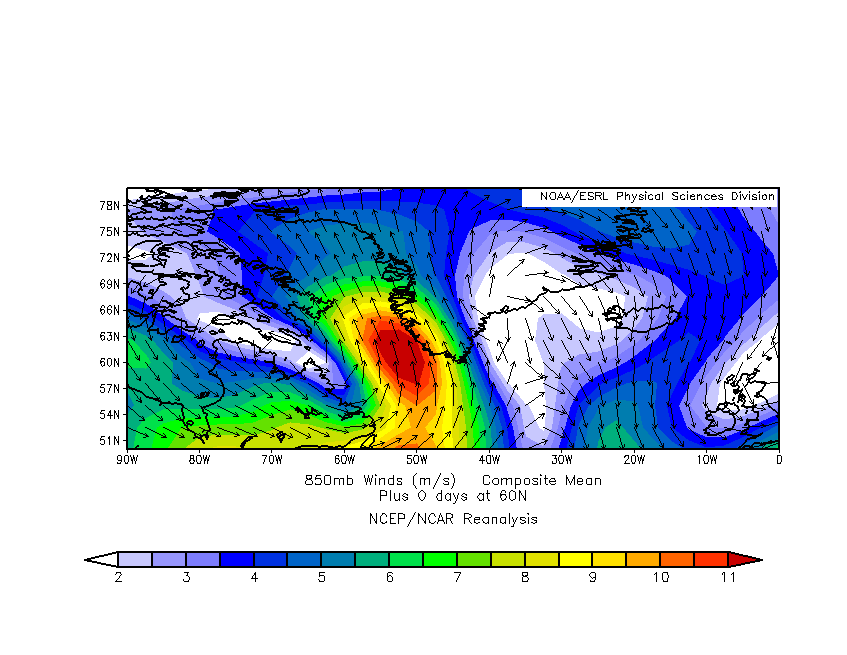 NOAA/ESRL Physical Sciences Division
78N
75N
72N
69N
66N
63N
60N
57N
54N
51N
90W 80W 70W 60W 50W 40W 30W 20W 10W 0
850mb Winds (m/s) Composite Mean
Plus 0 days at 60N
NCEP/NCAR Reanalysis
2 3 4 5 6 7 8 9 10 11